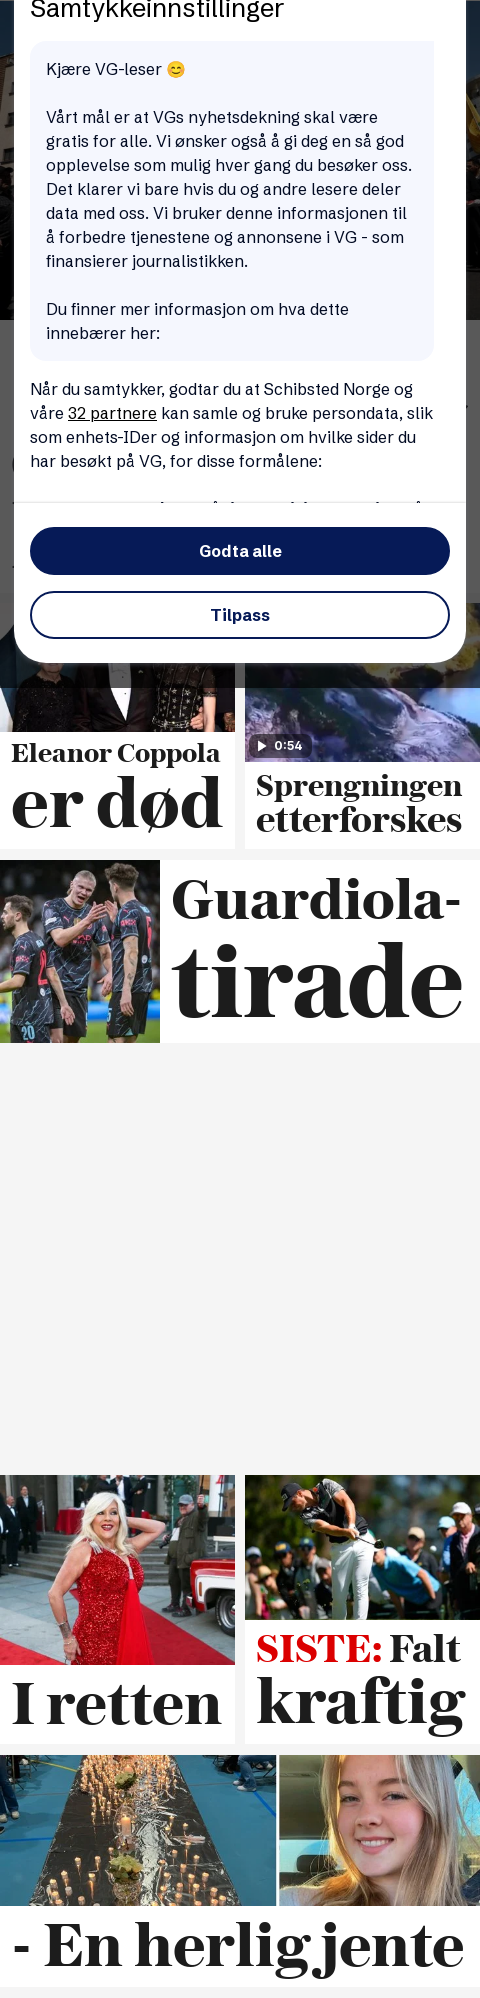 Samtykkeinnstillinger
Kjære VG-leser 😊
Vårt mål er at VGs nyhetsdekning skal være
gratis for alle. Vi ønsker også å gi deg en så god
opplevelse som mulig hver gang du besøker oss.
Det klarer vi bare hvis du og andre lesere deler
data med oss. Vi bruker denne informasjonen til
å forbedre tjenestene og annonsene i VG - som
finansierer journalistikken.
Du finner mer informasjon om hva dette
innebærer her:
Når du samtykker, godtar du at Schibsted Norge og
våre 32 partnere kan samle og bruke persondata, slik
som enhets-IDer og informasjon om hvilke sider du
har besøkt på VG, for disse formålene:
Godta alle
Tilpass
0:54
Eleanor Coppola
er død
Sprengningen
etterforskes
Guardiola-
tirade
20
I retten
SISTE: Falt
kraftig
- En herlig jente